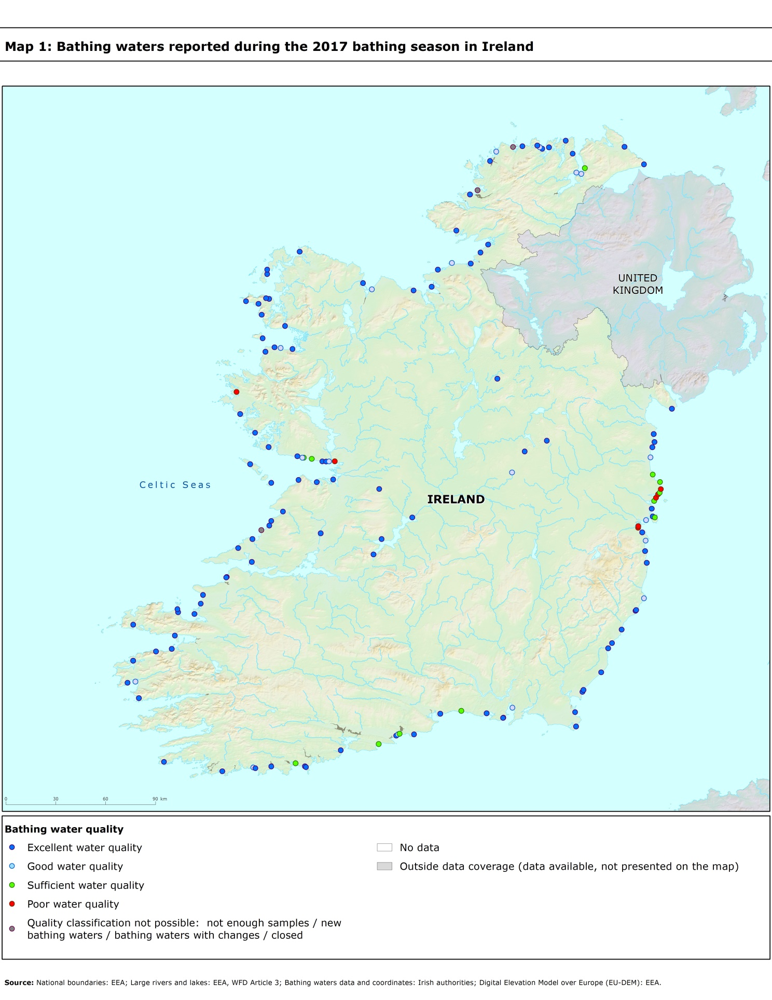 Map 1: Bathing waters reported during the 2017 bathing season in Ireland
UNITED
KINGDOM
Celtic Seas
IRELAND
0 30 60 90 km
Bathing water quality
Excellent water quality
Good water quality
Sufficient water quality
Poor water quality
Quality classification not possible: not enough samples / new
bathing waters / bathing waters with changes / closed
No data
Outside data coverage (data available, not presented on the map)
Source: National boundaries: EEA; Large rivers and lakes: EEA, WFD Article 3; Bathing waters data and coordinates: Irish authorities; Digital Elevation Model over Europe (EU-DEM): EEA.